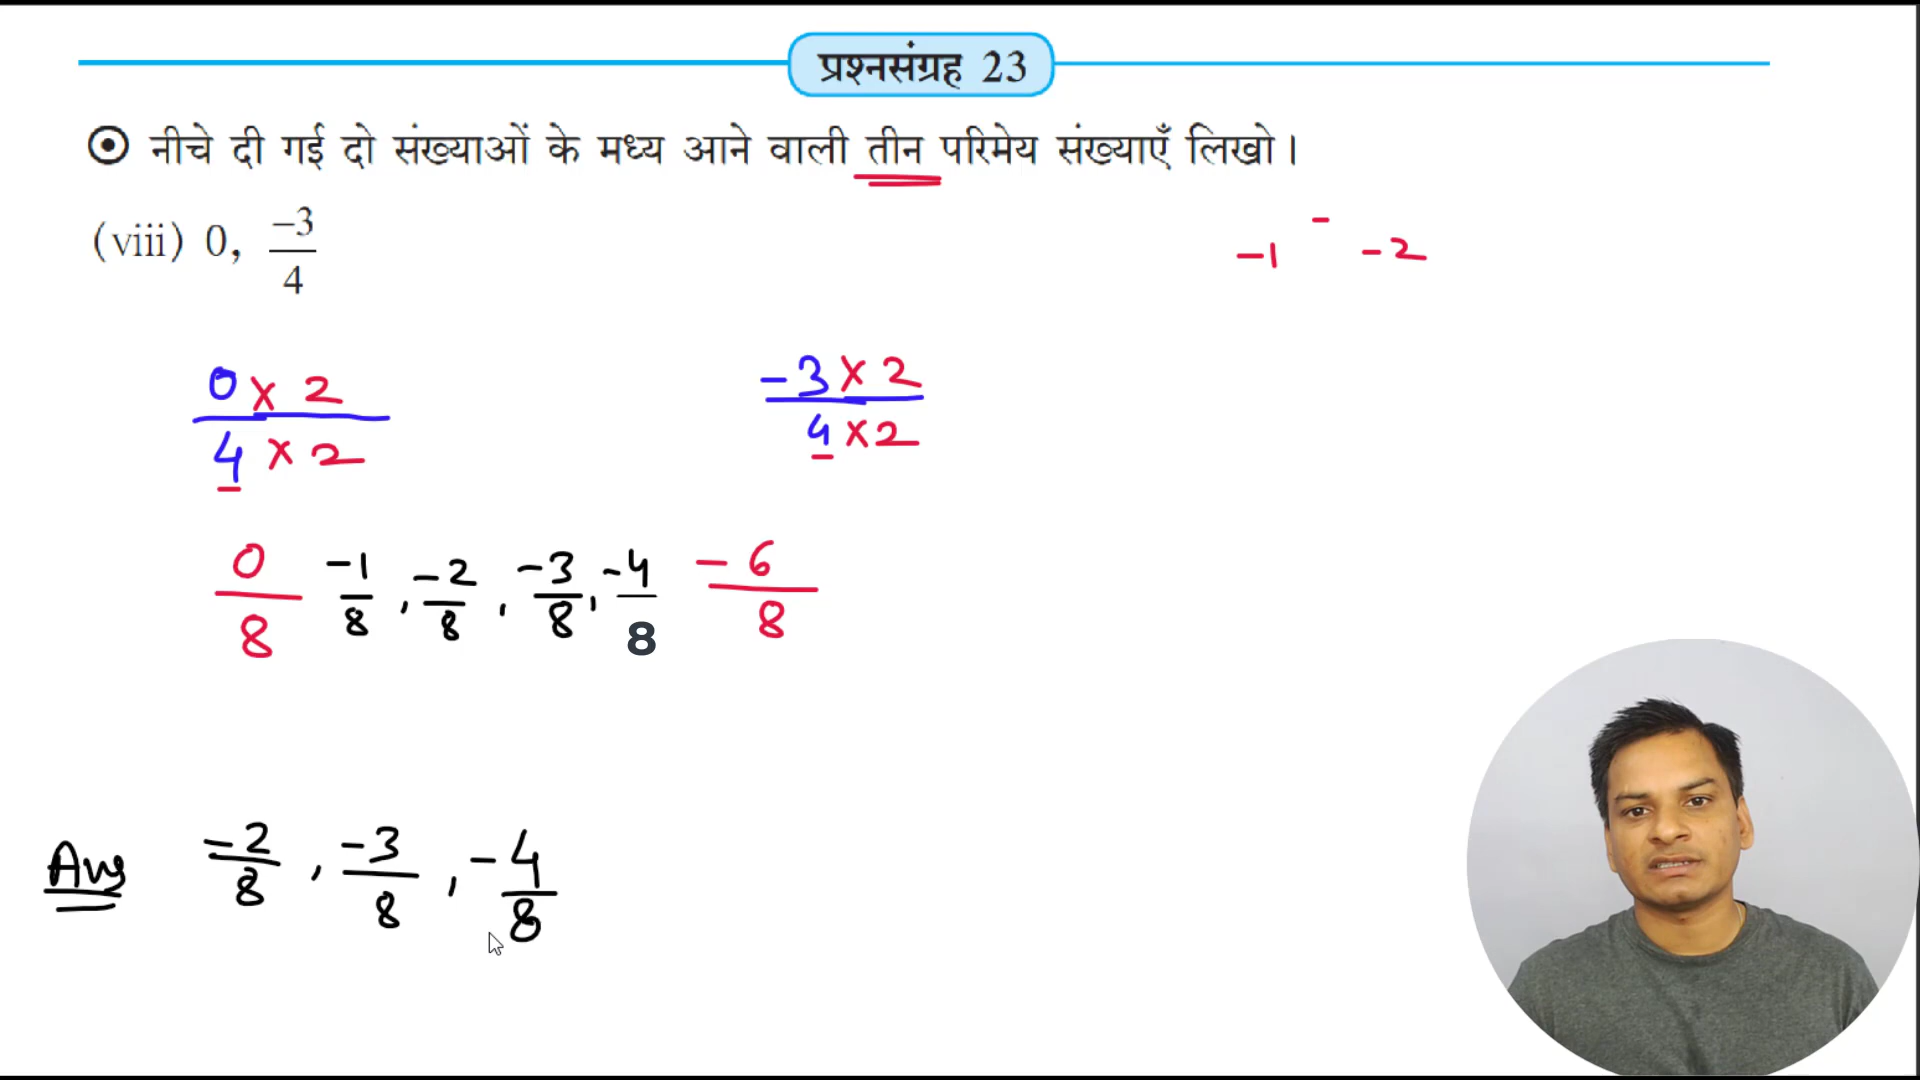 प्रश्नसंग्रह 23
नीचे दी गई दो संख्याओं के मध्य आने वाली तीन परिमेय संख्याएँ लिखो।
(viii) 0, -3/4
-1 - -2
0 x 2 / 4 x 2    -3 x 2 / 4 x 2
0/8 -1/8, -2/8, -3/8, -4/8 -6/8
Ans -2/8, -3/8, -4/8